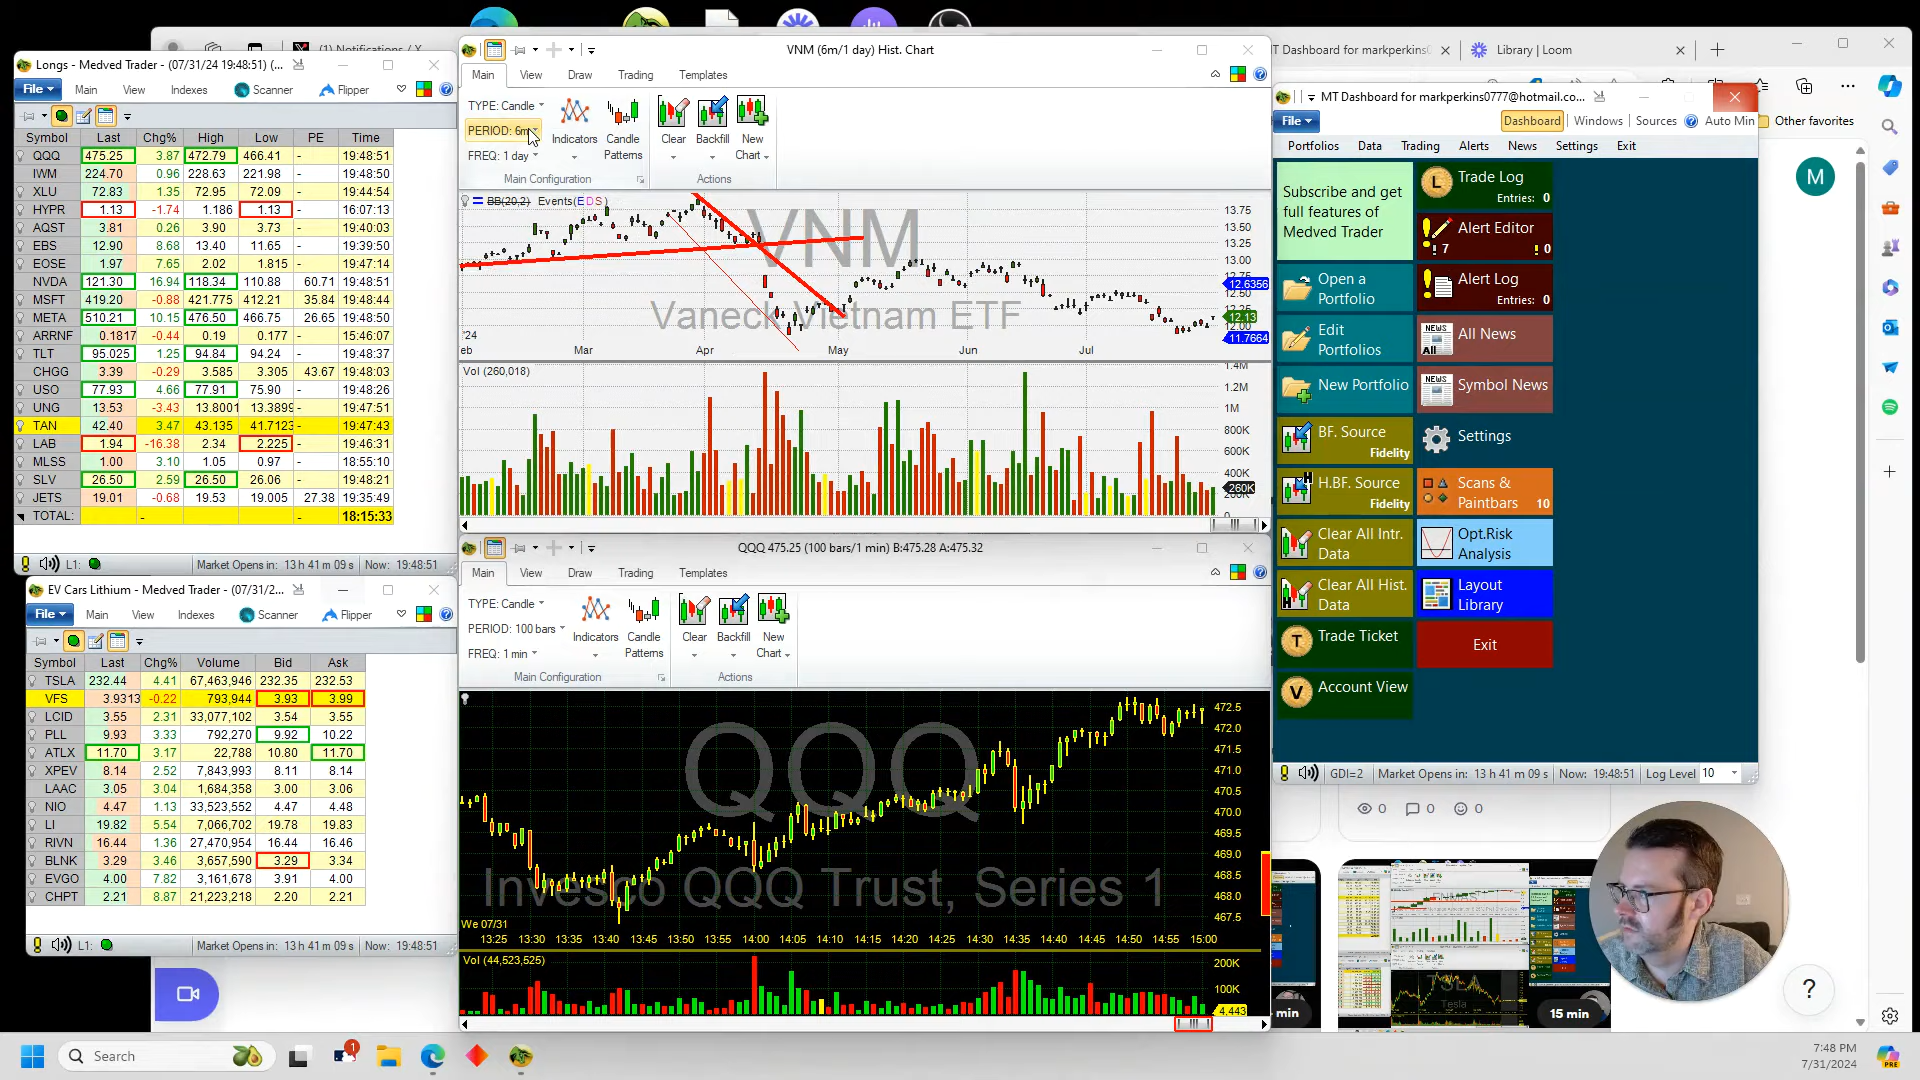 (1) Notifications / X
MT Dashboard for markperkins0
Library | Loom
Other favorites
M
Longs - Medved Trader - (07/31/24 19:48:51) (...
File
Main
View
Indexes
Scanner
Flipper
Symbol Last Chg% High Low PE Time
QQQ 475.25 3.87 472.79 466.41 - 19:48:51
IWM 224.70 0.96 228.63 221.98 - 19:48:50
XLU 72.83 1.35 72.95 72.09 - 19:44:54
HYPR 1.13 -1.74 1.186 1.13 - 16:07:13
AQST 3.81 0.26 3.90 3.73 - 19:40:03
EBS 12.90 8.68 13.40 11.65 - 19:39:50
EOSE 1.97 7.65 2.02 1.815 - 19:47:14
NVDA 121.30 16.94 118.34 110.88 60.71 19:48:51
MSFT 419.20 -0.88 421.775 412.21 35.84 19:48:44
META 510.21 10.15 476.50 466.75 26.65 19:48:50
ARRNF 0.1817 -0.44 0.19 0.177 - 15:46:07
TLT 95.025 1.25 94.84 94.24 - 19:48:37
CHGG 3.39 -0.29 3.585 3.305 43.67 19:48:03
USO 77.93 4.66 77.91 75.90 - 19:48:26
UNG 13.53 -3.43 13.8001 13.3899 - 19:47:51
TAN 42.40 3.47 43.135 41.7123 - 19:47:43
LAB 1.94 -16.38 2.34 2.225 - 19:46:31
MLSS 1.00 3.10 1.05 0.97 - 18:55:10
SLV 26.50 2.59 26.50 26.06 - 19:48:21
JETS 19.01 -0.68 19.53 19.005 27.38 19:35:49
TOTAL: - - 18:15:33
L1: Market Opens in: 13 h 41 m 09 s Now: 19:48:51
EV Cars Lithium - Medved Trader - (07/31/2...
File
Main
View
Indexes
Scanner
Flipper
Symbol Last Chg% Volume Bid Ask
TSLA 232.44 4.41 67,463,946 232.35 232.53
VFS 3.9313 -0.22 793,944 3.93 3.99
LCID 3.55 2.31 33,077,102 3.54 3.55
PLL 9.93 3.33 792,270 9.92 10.22
ATLX 11.70 3.17 22,788 10.80 11.70
XPEV 8.14 2.52 7,843,993 8.11 8.14
LAAC 3.05 3.04 1,684,358 3.00 3.06
NIO 4.47 1.13 33,523,552 4.47 4.48
LI 19.82 5.54 7,066,702 19.78 19.83
RIVN 16.44 1.36 27,470,954 16.44 16.46
BLNK 3.29 3.46 3,657,590 3.29 3.34
EVGO 4.00 7.82 3,161,678 3.91 4.00
CHPT 2.21 8.87 21,223,218 2.20 2.21
L1: Market Opens in: 13 h 41 m 09 s Now: 19:48:51
VNM (6m/1 day) Hist. Chart
Main View Draw Trading Templates
TYPE: Candle
PERIOD: 6m
FREQ: 1 day
Indicators
Candle Patterns
Clear
Backfill
New Chart
Main Configuration
Actions
BB(20,2) Events(EDS)
VNM
Vaneck Vietnam ETF
13.75
13.50
13.25
13.00
12.75
12.6356
12.50
12.13
12.00
11.7664
'24
eb Mar Apr May Jun Jul
Vol (260,018)
1.4M
1.2M
1M
800K
600K
400K
260K
200K
0
QQQ 475.25 (100 bars/1 min) B:475.28 A:475.32
Main View Draw Trading Templates
TYPE: Candle
PERIOD: 100 bars
FREQ: 1 min
Indicators
Candle Patterns
Clear
Backfill
New Chart
Main Configuration
Actions
QQQ
Invesco QQQ Trust, Series 1
472.5
472.0
471.5
471.0
470.5
470.0
469.5
469.0
468.5
468.0
467.5
We 07/31
13:25 13:30 13:35 13:40 13:45 13:50 13:55 14:00 14:05 14:10 14:15 14:20 14:25 14:30 14:35 14:40 14:45 14:50 14:55 15:00
Vol (44,523,525)
200K
100K
4,443
MT Dashboard for markperkins0777@hotmail.co...
File
Dashboard
Windows
Sources
Auto Min
Portfolios Data Trading Alerts News Settings Exit
Subscribe and get full features of Medved Trader
Trade Log
Entries: 0
Alert Editor
7 0
Open a Portfolio
Alert Log
Entries: 0
Edit Portfolios
NEWS All
All News
New Portfolio
NEWS
Symbol News
BF. Source
Fidelity
Settings
H.BF. Source
Fidelity
Scans & Paintbars 10
Clear All Intr. Data
Opt.Risk Analysis
Clear All Hist. Data
Layout Library
Trade Ticket
Exit
Account View
GDI=2 Market Opens in: 13 h 41 m 09 s Now: 19:48:51 Log Level 10
0 0 0
TSLA
Tesla
min
15 min
?
Search
1
7:48 PM
7/31/2024
PRE